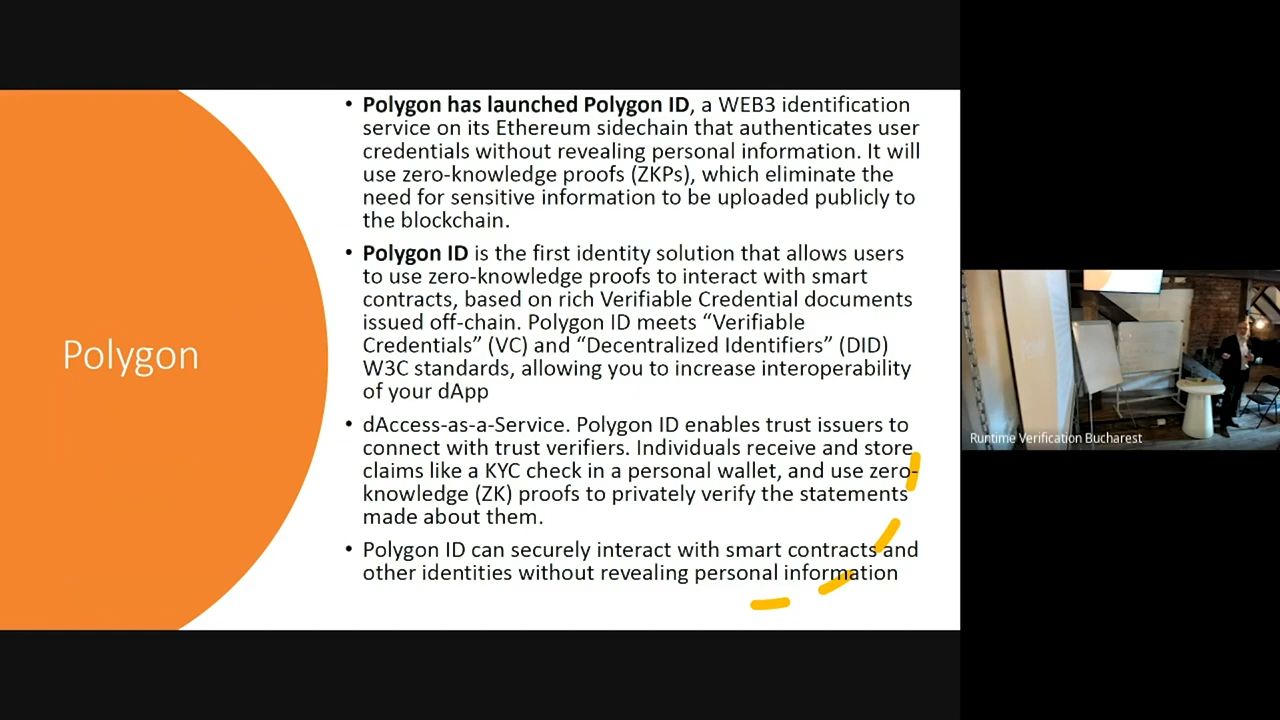 Polygon
• Polygon has launched Polygon ID, a WEB3 identification
service on its Ethereum sidechain that authenticates user
credentials without revealing personal information. It will
use zero-knowledge proofs (ZKPs), which eliminate the
need for sensitive information to be uploaded publicly to
the blockchain.
• Polygon ID is the first identity solution that allows users
to use zero-knowledge proofs to interact with smart
contracts, based on rich Verifiable Credential documents
issued off-chain. Polygon ID meets “Verifiable
Credentials” (VC) and “Decentralized Identifiers” (DID)
W3C standards, allowing you to increase interoperability
of your dApp
• dAccess-as-a-Service. Polygon ID enables trust issuers to
connect with trust verifiers. Individuals receive and store
claims like a KYC check in a personal wallet, and use zero-
knowledge (ZK) proofs to privately verify the statements
made about them.
• Polygon ID can securely interact with smart contracts and
other identities without revealing personal information
Runtime Verification Bucharest